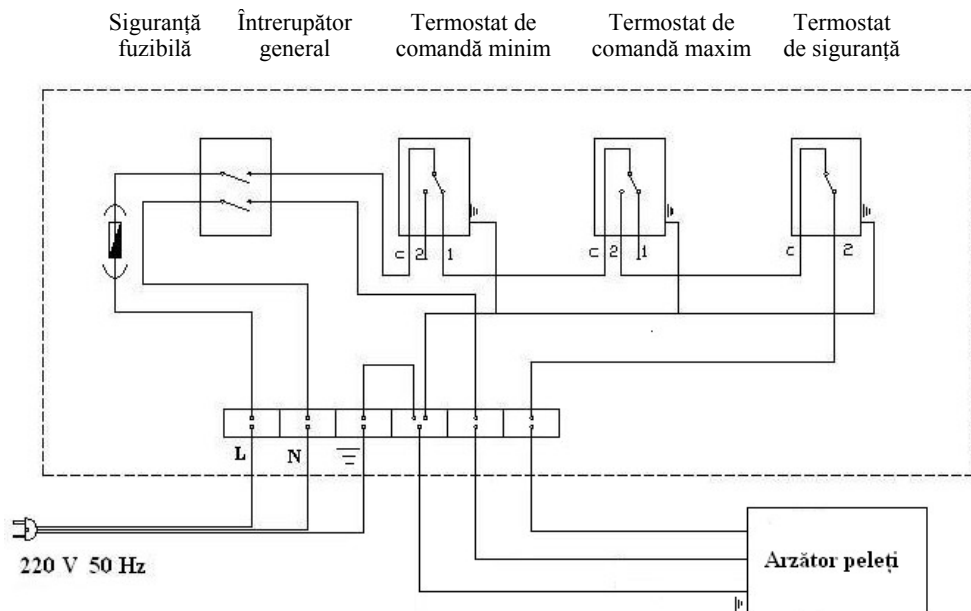 Siguranță fuzibilă
Întrerupător general
Termostat de comandă minim
Termostat de comandă maxim
Termostat de siguranță
c 2 1
c 2 1
c 2
L N
220 V 50 Hz
Arzător peleți